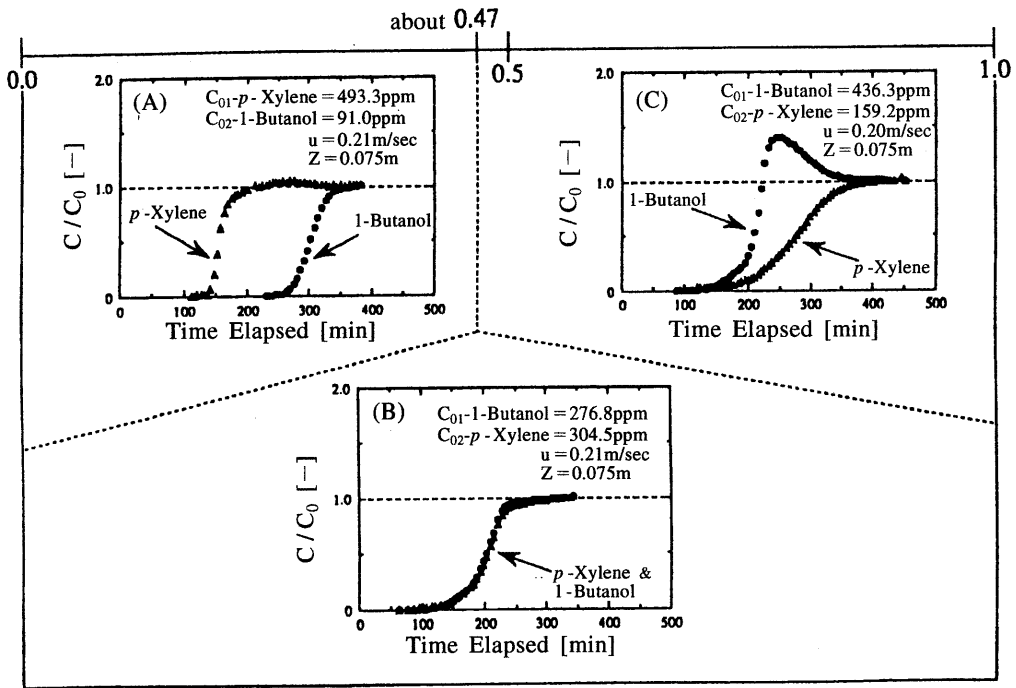 about 0.47
0.0
0.5
1.0
(A)
C01-p-Xylene=493.3ppm
C02-1-Butanol=91.0ppm
u=0.21m/sec
Z=0.075m
2.0
1.0
0
C/C0 [−]
p-Xylene
1-Butanol
0 100 200 300 400 500
Time Elapsed [min]
(C)
C01-1-Butanol=436.3ppm
C02-p-Xylene=159.2ppm
u=0.20m/sec
Z=0.075m
2.0
1.0
0
C/C0 [−]
1-Butanol
p-Xylene
0 100 200 300 400 500
Time Elapsed [min]
(B)
C01-1-Butanol=276.8ppm
C02-p-Xylene=304.5ppm
u=0.21m/sec
Z=0.075m
2.0
1.0
0
C/C0 [−]
p-Xylene &
1-Butanol
0 100 200 300 400 500
Time Elapsed [min]